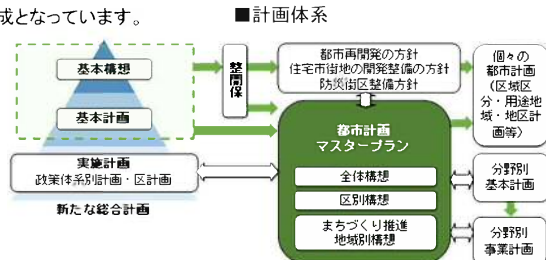 成となっています。
■計画体系
基本構想
基本計画
実施計画
政策体系別計画・区計画
新たな総合計画
整開保
都市再開発の方針
住宅市街地の開発整備の方針
防災街区整備方針
都市計画
マスタープラン
全体構想
区別構想
まちづくり推進
地域別構想
個々の
都市計画
（区域区
分・用途地
域・地区計
画等）
分野別
基本計画
分野別
事業計画